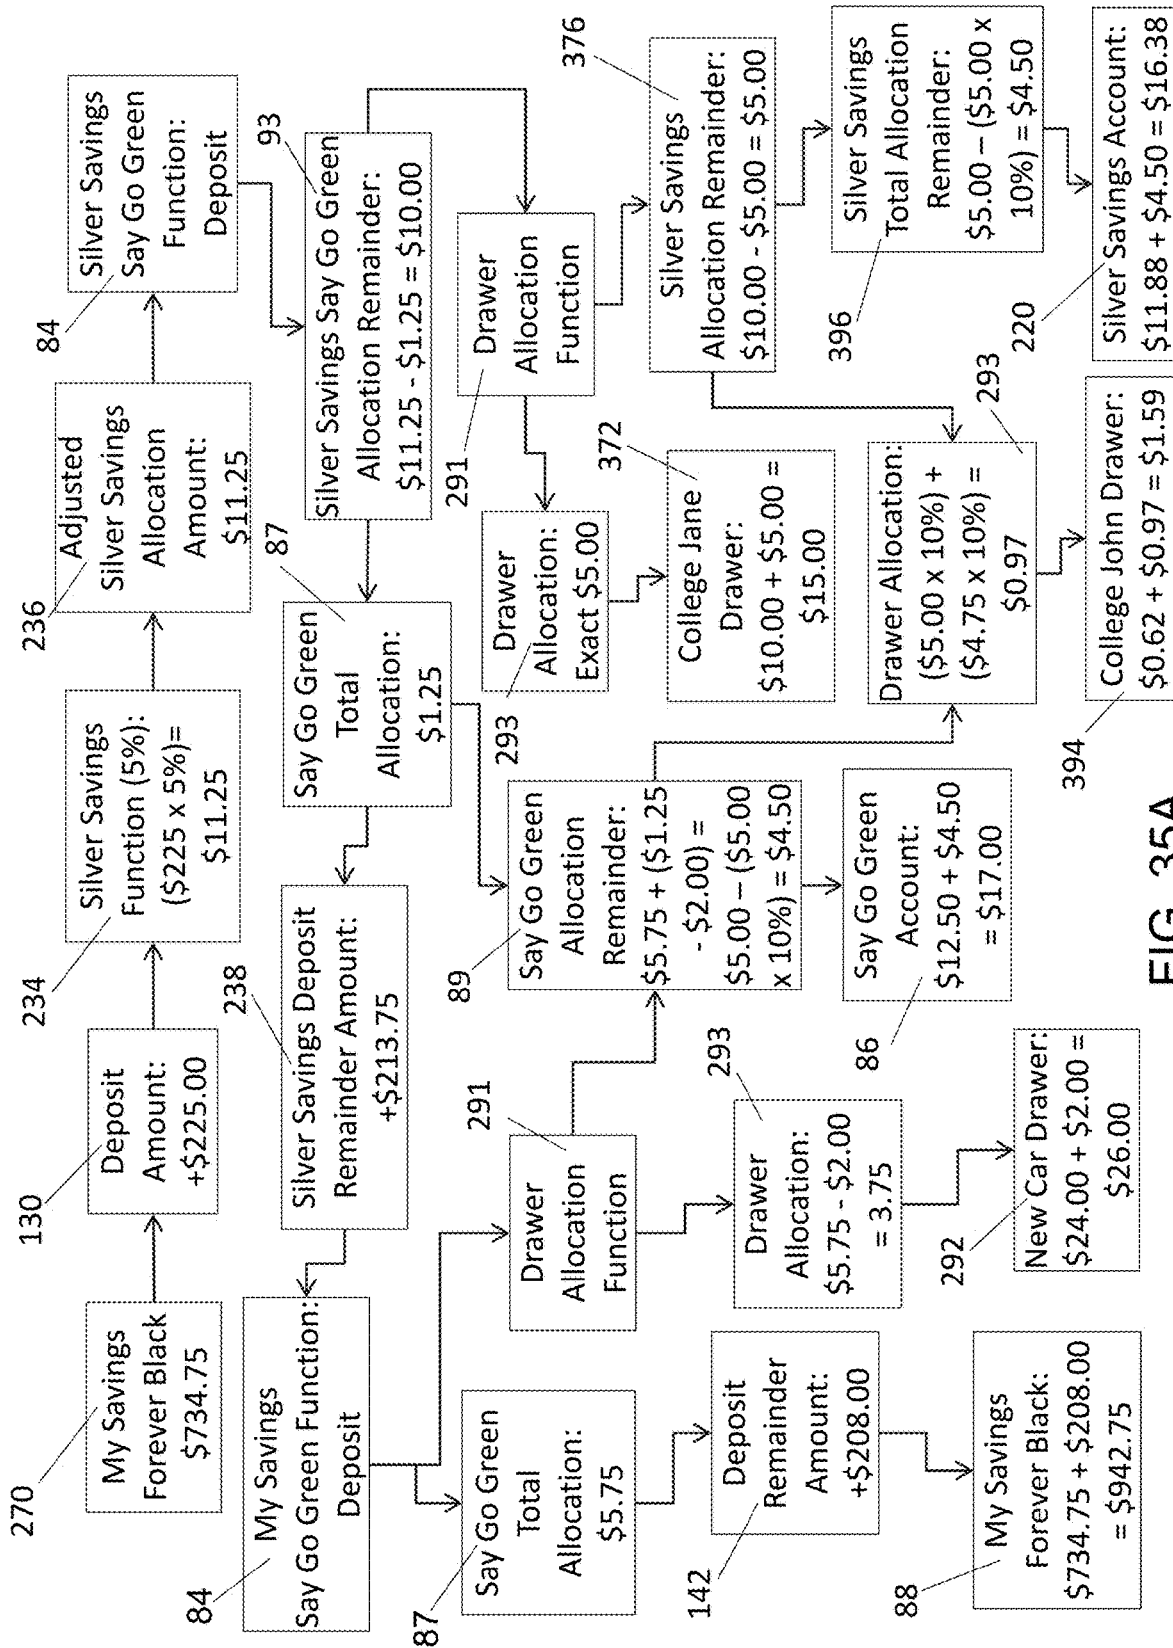 270
My Savings
Forever Black
$734.75
130
Deposit
Amount:
+$225.00
234
Silver Savings
Function (5%):
($225 x 5%)=
$11.25
236
Adjusted
Silver Savings
Allocation
Amount:
$11.25
84
Silver Savings
Say Go Green
Function:
Deposit
84
My Savings
Say Go Green Function:
Deposit
238
Silver Savings Deposit
Remainder Amount:
+$213.75
87
Say Go Green
Total
Allocation:
$1.25
93
Silver Savings Say Go Green
Allocation Remainder:
$11.25 - $1.25 = $10.00
87
Say Go Green
Total
Allocation:
$5.75
291
Drawer
Allocation
Function
89
Say Go Green
Allocation
Remainder:
$5.75 + ($1.25
- $2.00) =
$5.00 – ($5.00
x 10%) = $4.50
293
Drawer
Allocation:
Exact $5.00
291
Drawer
Allocation
Function
142
Deposit
Remainder
Amount:
+$208.00
293
Drawer
Allocation:
$5.75 - $2.00
= 3.75
372
College Jane
Drawer:
$10.00 + $5.00 =
$15.00
376
Silver Savings
Allocation Remainder:
$10.00 - $5.00 = $5.00
88
My Savings
Forever Black:
$734.75 + $208.00
= $942.75
292
New Car Drawer:
$24.00 + $2.00 =
$26.00
86
Say Go Green
Account:
$12.50 + $4.50
= $17.00
293
Drawer Allocation:
($5.00 x 10%) +
($4.75 x 10%) =
$0.97
396
Silver Savings
Total Allocation
Remainder:
$5.00 – ($5.00 x
10%) = $4.50
394
College John Drawer:
$0.62 + $0.97 = $1.59
220
Silver Savings Account:
$11.88 + $4.50 = $16.38
FIG. 35A